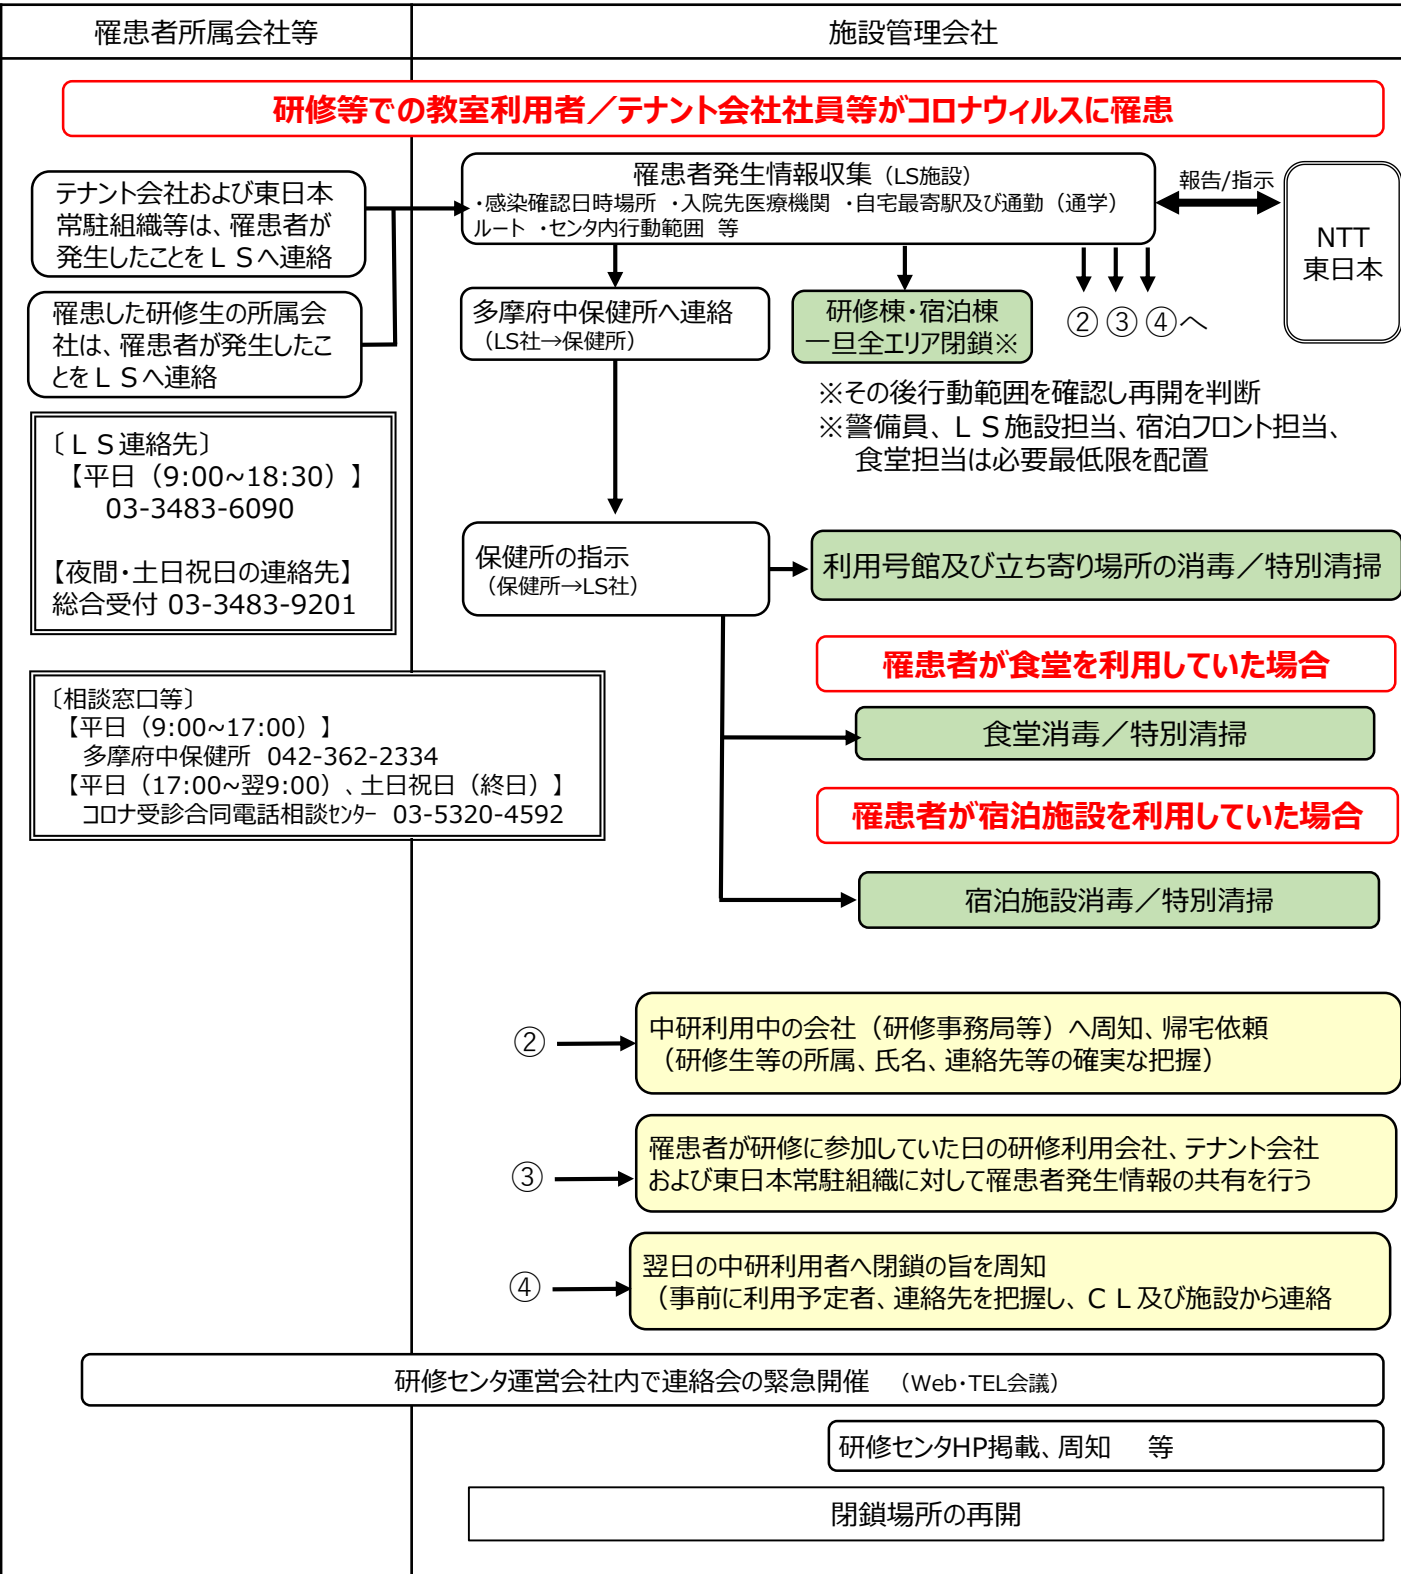 罹患者所属会社等
施設管理会社
研修等での教室利用者／テナント会社社員等がコロナウィルスに罹患
テナント会社および東日本
常駐組織等は、罹患者が
発生したことをＬＳへ連絡
罹患した研修生の所属会
社は、罹患者が発生したこ
とをＬＳへ連絡
罹患者発生情報収集（LS施設）
・感染確認日時場所 ・入院先医療機関 ・自宅最寄駅及び通勤（通学）
ルート ・センタ内行動範囲 等
報告/指示
NTT
東日本
多摩府中保健所へ連絡
（LS社→保健所）
研修棟・宿泊棟
一旦全エリア閉鎖※
② ③ ④へ
※その後行動範囲を確認し再開を判断
※警備員、ＬＳ施設担当、宿泊フロント担当、
食堂担当は必要最低限を配置
〔ＬＳ連絡先〕
【平日（9:00~18:30）】
03-3483-6090
【夜間・土日祝日の連絡先】
総合受付 03-3483-9201
保健所の指示
（保健所→LS社）
利用号館及び立ち寄り場所の消毒／特別清掃
罹患者が食堂を利用していた場合
食堂消毒／特別清掃
〔相談窓口等〕
【平日（9:00~17:00）】
多摩府中保健所 042-362-2334
【平日（17:00~翌9:00）、土日祝日（終日）】
コロナ受診合同電話相談センター 03-5320-4592
罹患者が宿泊施設を利用していた場合
宿泊施設消毒／特別清掃
②
中研利用中の会社（研修事務局等）へ周知、帰宅依頼
（研修生等の所属、氏名、連絡先等の確実な把握）
③
罹患者が研修に参加していた日の研修利用会社、テナント会社
および東日本常駐組織に対して罹患者発生情報の共有を行う
④
翌日の中研利用者へ閉鎖の旨を周知
（事前に利用予定者、連絡先を把握し、ＣＬ及び施設から連絡
研修センタ運営会社内で連絡会の緊急開催 （Web・TEL会議）
研修センタHP掲載、周知 等
閉鎖場所の再開